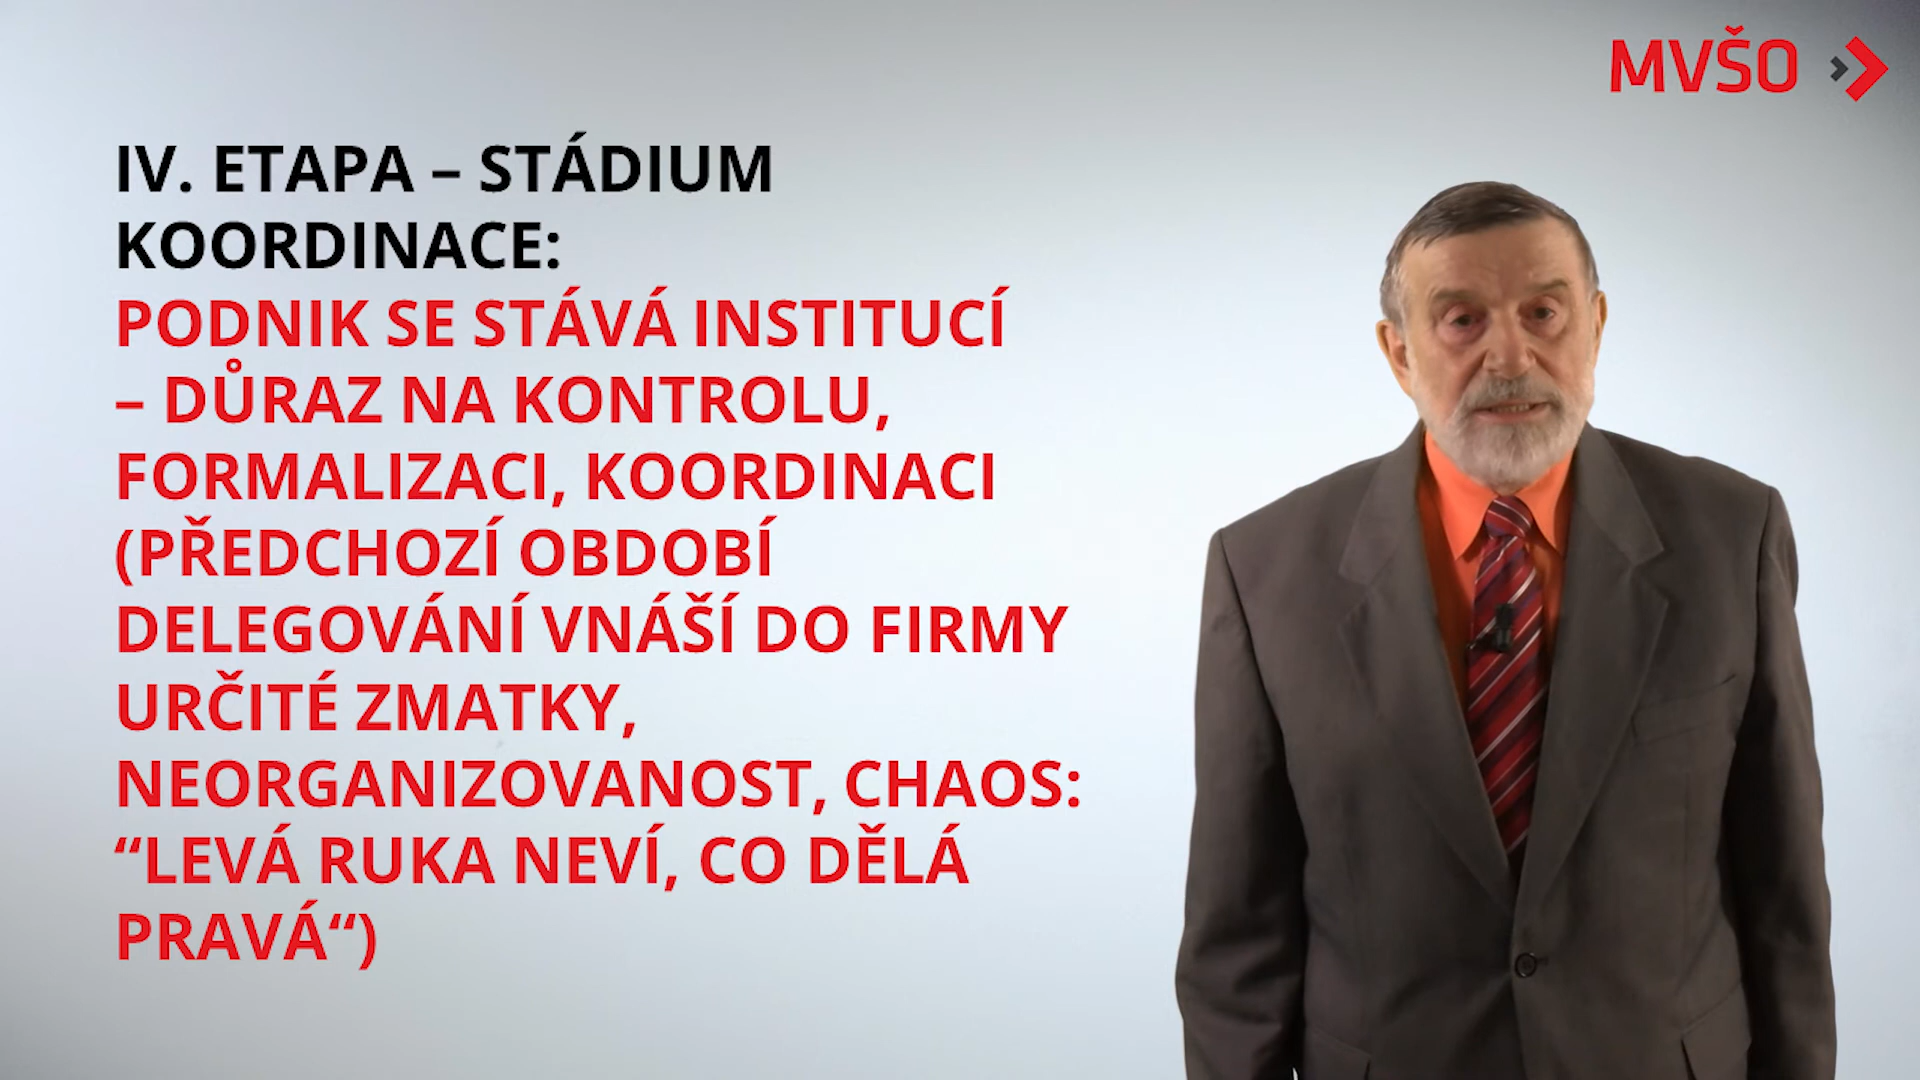 MVŠO
IV. ETAPA – STÁDIUM
KOORDINACE:
PODNIK SE STÁVÁ INSTITUCÍ
– DŮRAZ NA KONTROLU,
FORMALIZACI, KOORDINACI
(PŘEDCHOZÍ OBDOBÍ
DELEGOVÁNÍ VNÁŠÍ DO FIRMY
URČITÉ ZMATKY,
NEORGANIZOVANOST, CHAOS:
“LEVÁ RUKA NEVÍ, CO DĚLÁ
PRAVÁ“)